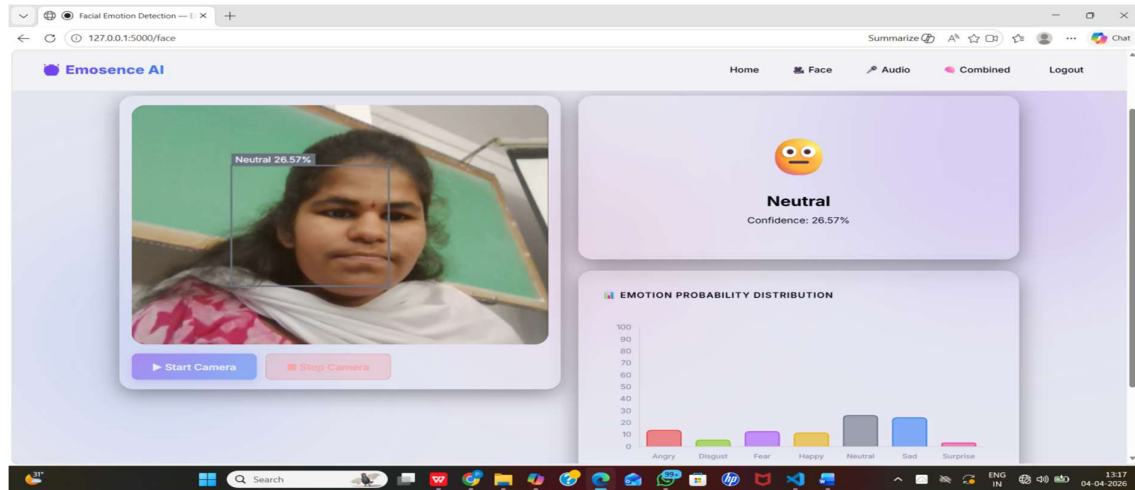 Facial Emotion Detection — E
127.0.0.1:5000/face
Summarize
Chat
Emosence AI
Home
Face
Audio
Combined
Logout
Neutral 26.57%
Neutral
Confidence: 26.57%
EMOTION PROBABILITY DISTRIBUTION
100
90
80
70
60
50
40
30
20
10
0
Angry Disgust Fear Happy Neutral Sad Surprise
Start Camera
Stop Camera
31°
Search
99+
ENG
IN
13:17
04-04-2026